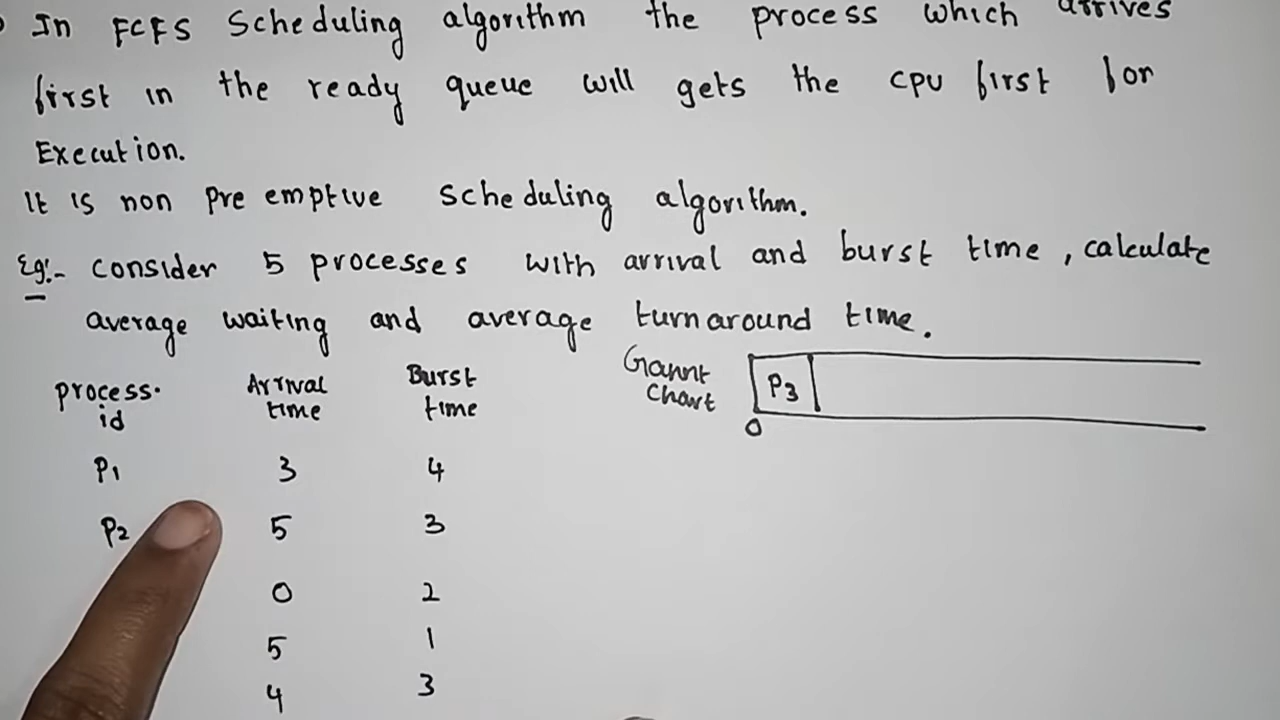 In FCFS Scheduling algorithm the process which arrives
first in the ready queue will gets the CPU first for
Execution.
It is non preemptive scheduling algorithm.
Eg:- consider 5 processes with arrival and burst time, calculate
average waiting and average turnaround time.
process. id Arrival time Burst time
P1 3 4
P2 5 3
0 2
5 1
4 3
Gannt chart
P3
0